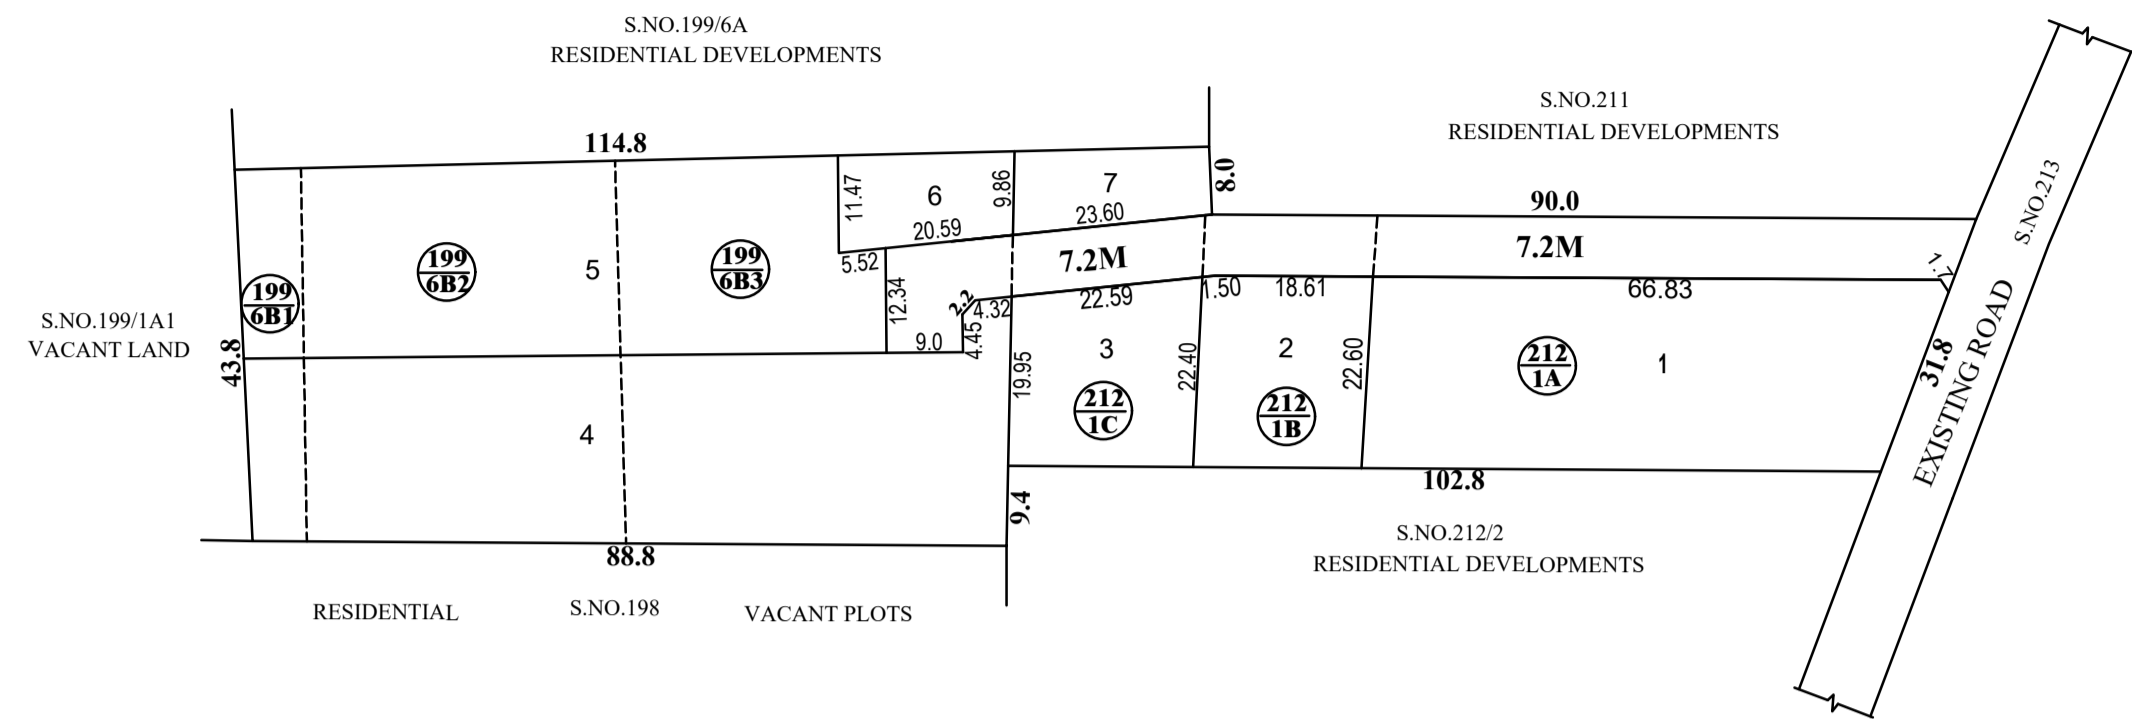 S.NO.199/6A
RESIDENTIAL DEVELOPMENTS
S.NO.211
RESIDENTIAL DEVELOPMENTS
114.8
8.0
90.0
S.NO.213
11.47
6
9.86
7
20.59
23.60
5.52
7.2M
7.2M
1.7
199
6B1
199
6B2
5
199
6B3
12.34
2.2
4.32
22.59
1.50
18.61
66.83
9.0
4.45
S.NO.199/1A1
VACANT LAND
43.8
19.95
3
22.40
2
22.60
212
1A
1
31.8
EXISTING ROAD
212
1C
212
1B
4
9.4
102.8
S.NO.212/2
RESIDENTIAL DEVELOPMENTS
88.8
RESIDENTIAL
S.NO.198
VACANT PLOTS